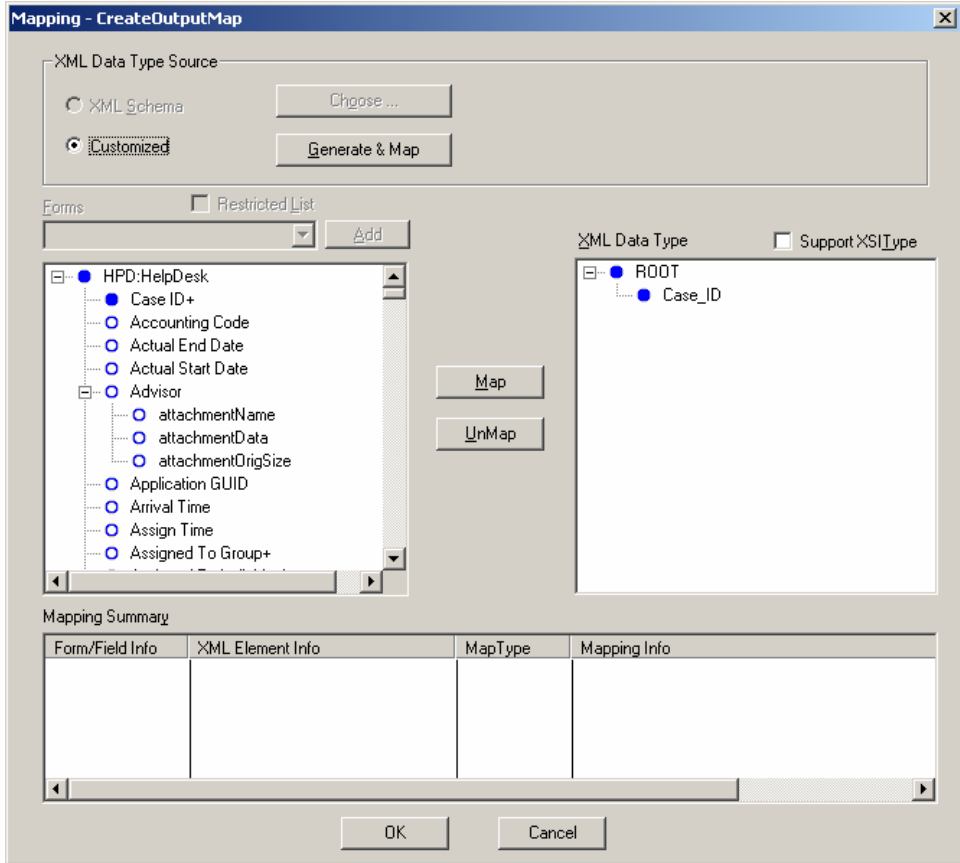 Mapping - CreateOutputMap
XML Data Type Source
XML Schema
Choose ...
Customized
Generate & Map
Forms
Restricted List
Add
XML Data Type
Support XSIType
HPD:HelpDesk
Case ID+
Accounting Code
Actual End Date
Actual Start Date
Advisor
attachmentName
attachmentData
attachmentOrigSize
Application GUID
Arrival Time
Assign Time
Assigned To Group+
ROOT
Case_ID
Map
UnMap
Mapping Summary
Form/Field Info
XML Element Info
MapType
Mapping Info
OK
Cancel